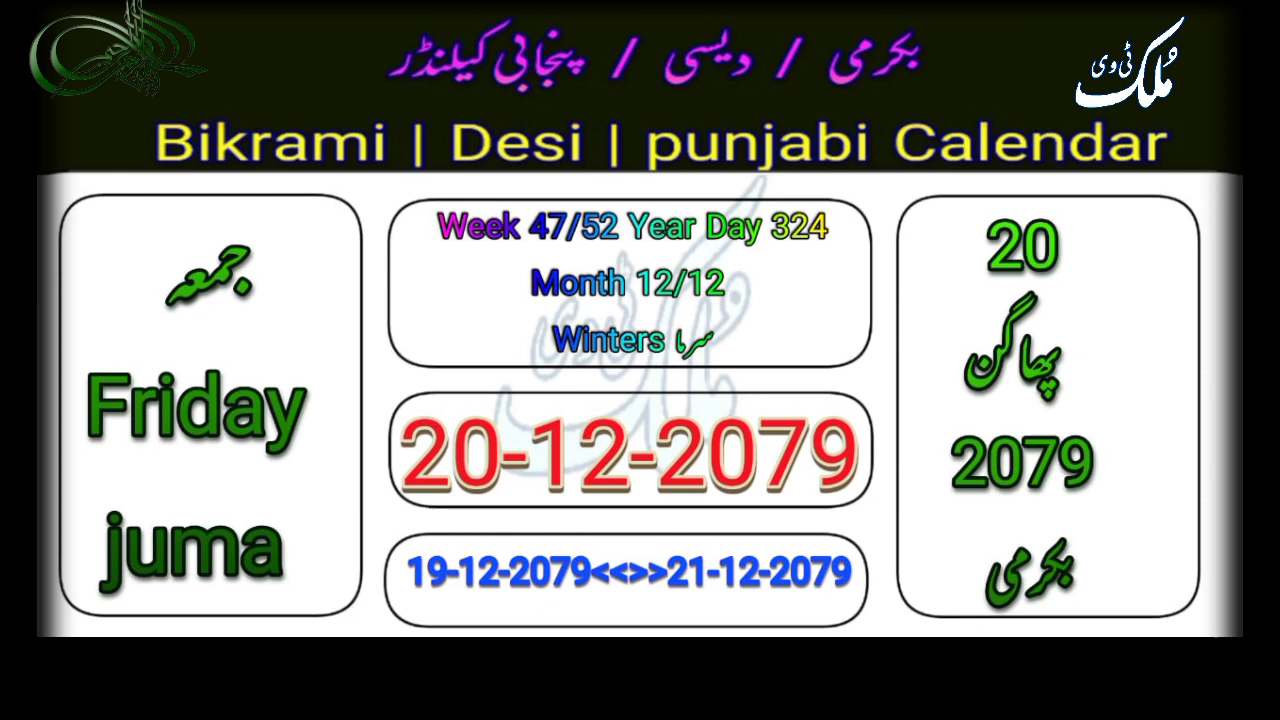 بکرمی / دیسی / پنجابی کیلنڈر
ملک ٹی وی
Bikrami | Desi | punjabi Calendar
جمعہ
Friday
juma
Week 47/52 Year Day 324
Month 12/12
Winters سرما
20-12-2079
19-12-2079<<>>21-12-2079
20
پھاگن
2079
بکرمی